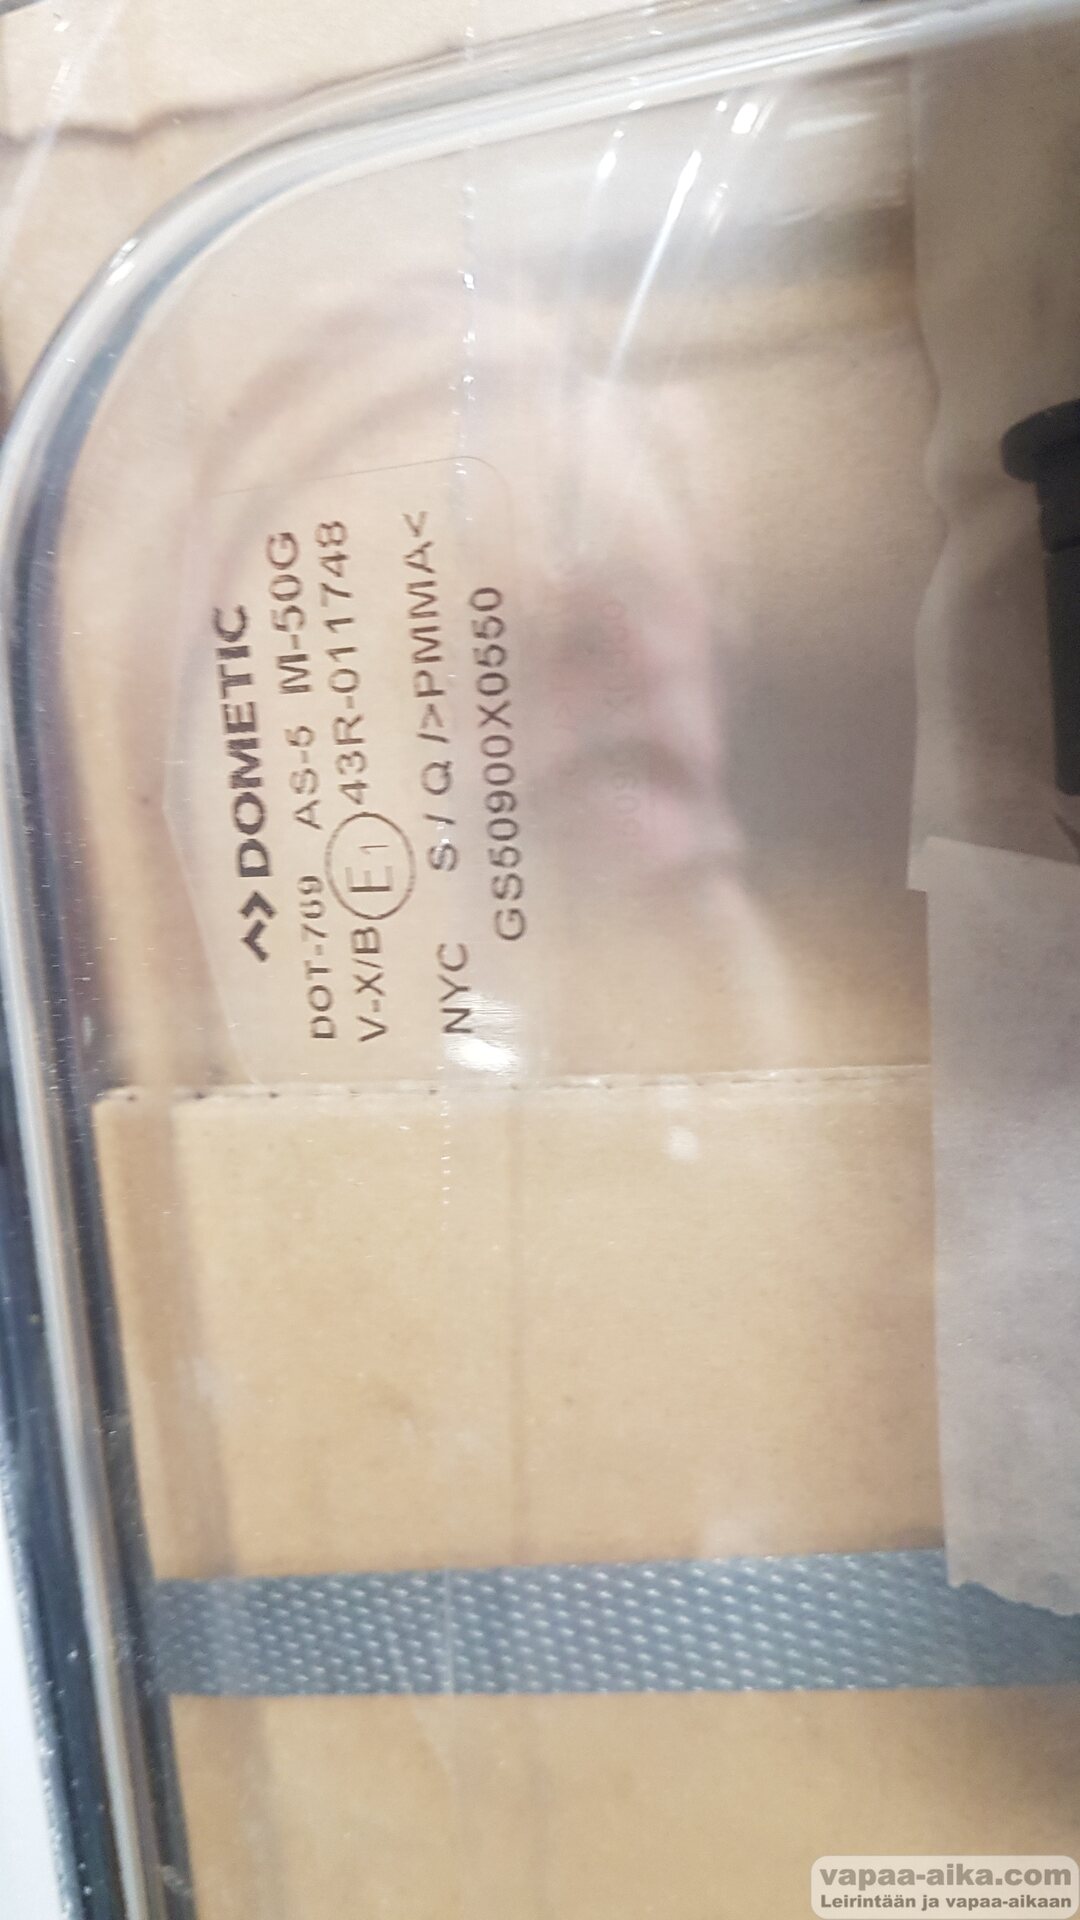 DOMETIC
DOT-769 AS-5 M-50G
V-X/B E1 43R-011748
NYC S/Q/>PMMA<
GS50900X0550
vapaa-aika.com
Leirintään ja vapaa-aikaan